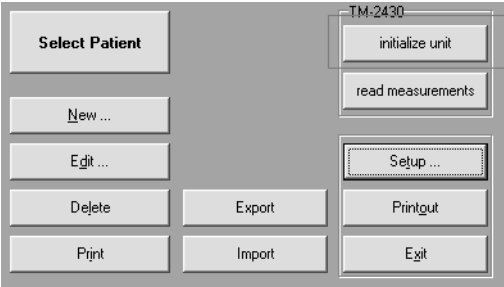 TM-2430
Select Patient
initialize unit
read measurements
New ...
Edit ...
Setup ...
Delete
Export
Printout
Print
Import
Exit